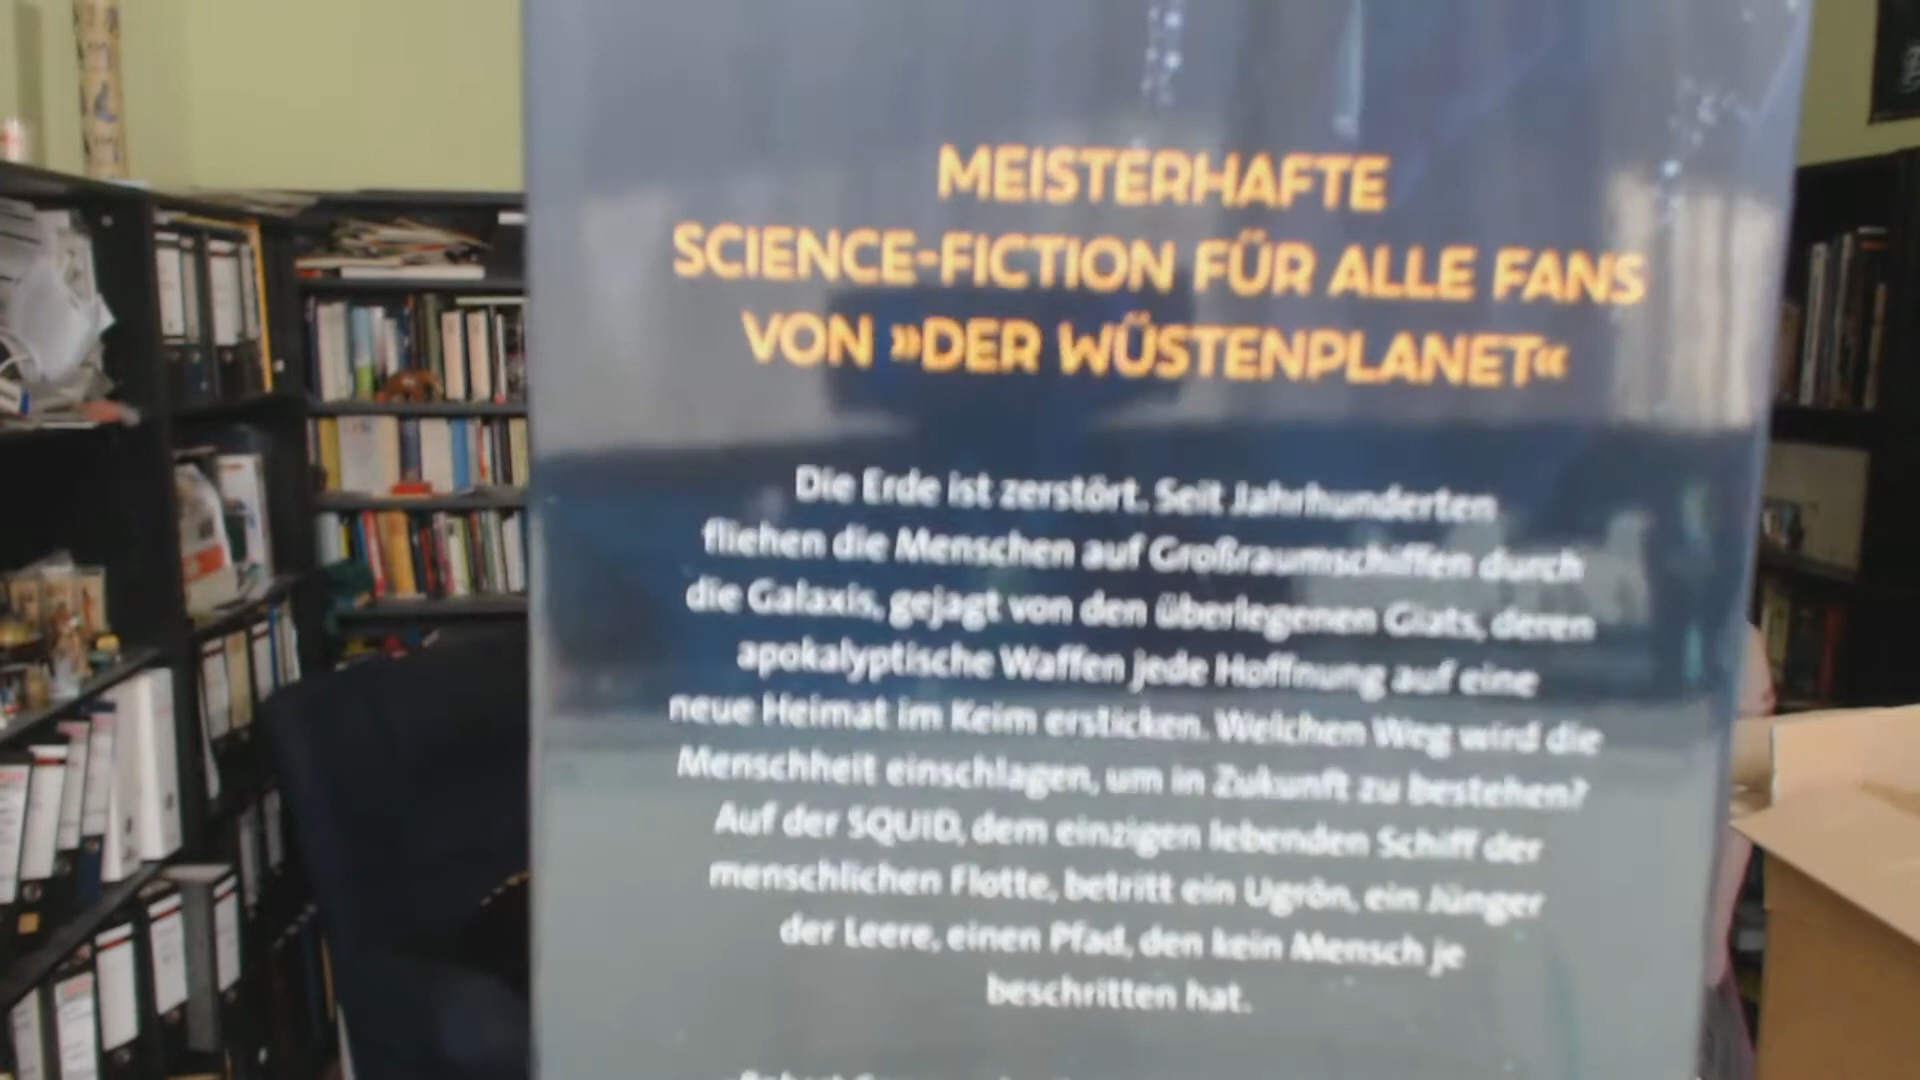 MEISTERHAFTE
SCIENCE-FICTION FÜR ALLE FANS
VON »DER WÜSTENPLANET«
Die Erde ist zerstört. Seit Jahrhunderten
fliehen die Menschen auf Großraumschiffen durch
die Galaxis, gejagt von den überlegenen Giats, deren
apokalyptische Waffen jede Hoffnung auf eine
neue Heimat im Keim ersticken. Welchen Weg wird die
Menschheit einschlagen, um in Zukunft zu bestehen?
Auf der SQUID, dem einzigen lebenden Schiff der
menschlichen Flotte, betritt ein Ugrön, ein Jünger
der Leere, einen Pfad, den kein Mensch je
beschritten hat.